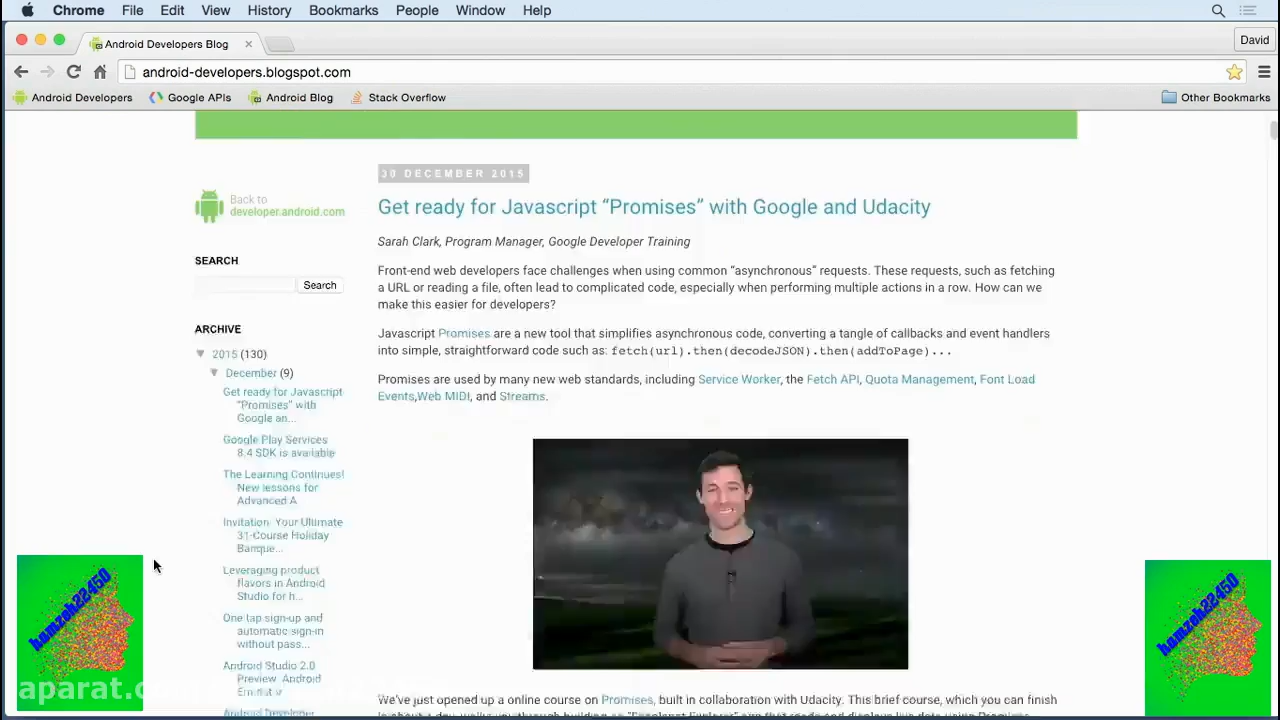 Chrome File Edit View History Bookmarks People Window Help
Android Developers Blog
David
android-developers.blogspot.com
Android Developers Google APIs Android Blog Stack Overflow Other Bookmarks
Back to
developer.android.com
SEARCH
Search
ARCHIVE
2015 (130)
December (9)
Get ready for Javascript
"Promises" with
Google an...
Google Play Services
8.4 SDK is available
The Learning Continues!
New lessons for
Advanced A
Invitation: Your Ultimate
31-Course Holiday
Banque...
Leveraging product
flavors in Android
Studio for h...
One tap sign-up and
automatic sign-in
without pass...
Android Studio 2.0
Preview: Android
Android Developer
30 DECEMBER 2015
Get ready for Javascript “Promises” with Google and Udacity
Sarah Clark, Program Manager, Google Developer Training
Front-end web developers face challenges when using common “asynchronous” requests. These requests, such as fetching
a URL or reading a file, often lead to complicated code, especially when performing multiple actions in a row. How can we
make this easier for developers?
Javascript Promises are a new tool that simplifies asynchronous code, converting a tangle of callbacks and event handlers
into simple, straightforward code such as: fetch(url).then(decodeJSON).then(addToPage)...
Promises are used by many new web standards, including Service Worker, the Fetch API, Quota Management, Font Load
Events,Web MIDI, and Streams.
We've just opened up a online course on Promises, built in collaboration with Udacity. This brief course, which you can finish
hamzeh22450
hamzeh22450